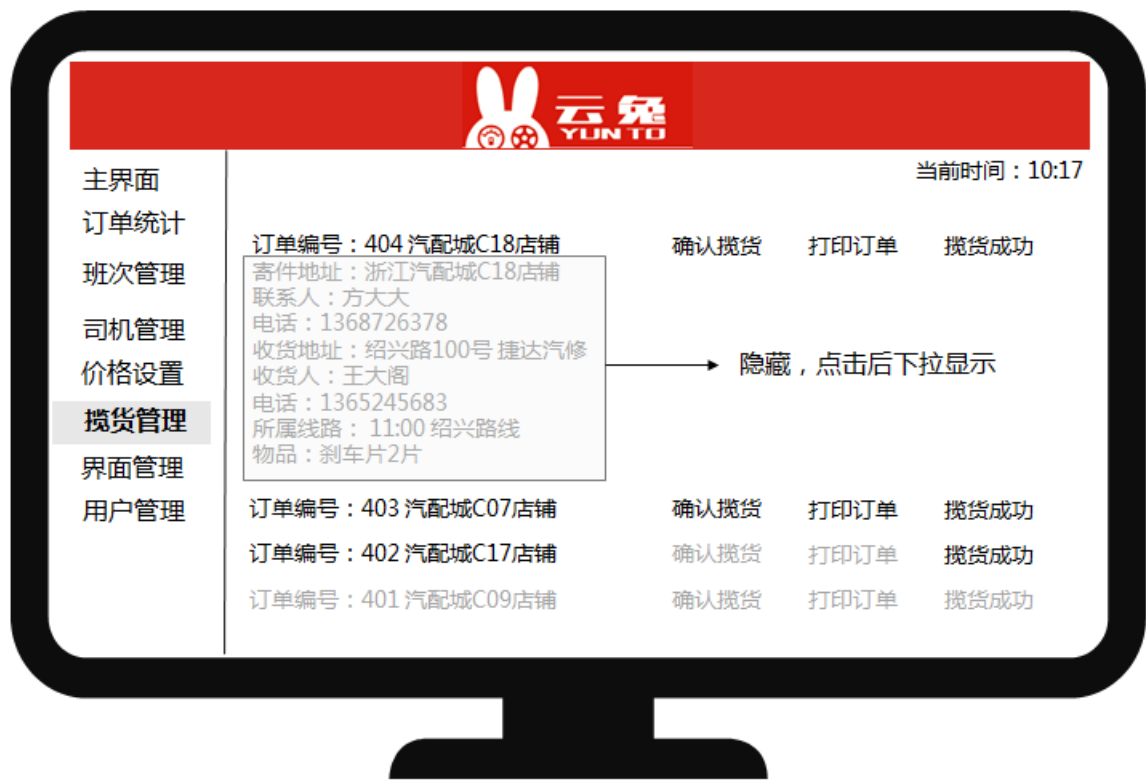 云兔
YUNTO
当前时间：10:17
主界面
订单统计
班次管理
司机管理
价格设置
揽货管理
界面管理
用户管理
订单编号：404 汽配城C18店铺 确认揽货 打印订单 揽货成功
寄件地址：浙江汽配城C18店铺
联系人：方大大
电话：1368726378
收货地址：绍兴路100号 捷达汽修
收货人：王大阁
电话：1365245683
所属线路： 11:00 绍兴路线
物品：刹车片2片
隐藏，点击后下拉显示
订单编号：403 汽配城C07店铺 确认揽货 打印订单 揽货成功
订单编号：402 汽配城C17店铺 确认揽货 打印订单 揽货成功
订单编号：401 汽配城C09店铺 确认揽货 打印订单 揽货成功